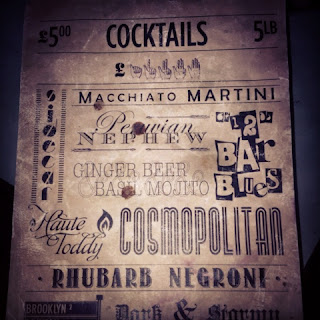 £5.00 COCKTAILS 5LB
£
MACCHIATO MARTINI
Peruvian
NEPHEW
"12"
BAR
BLUES
GINGER BEER
& BASIL MOJITO
Haute
Toddy
COSMOPOLITAN
RHUBARB NEGRONI
BROOKLYN
Dark & Stormy